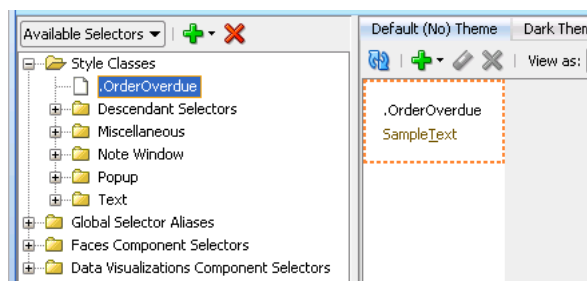 Available Selectors
Style Classes
.OrderOverdue
Descendant Selectors
Miscellaneous
Note Window
Popup
Text
Global Selector Aliases
Faces Component Selectors
Data Visualizations Component Selectors
Default (No) Theme Dark Then
View as:
.OrderOverdue
SampleText